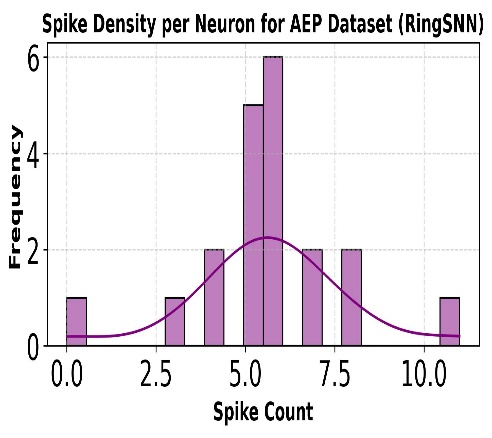 Spike Density per Neuron for AEP Dataset (RingSNN)
Frequency
6
4
2
0
0.0 2.5 5.0 7.5 10.0
Spike Count